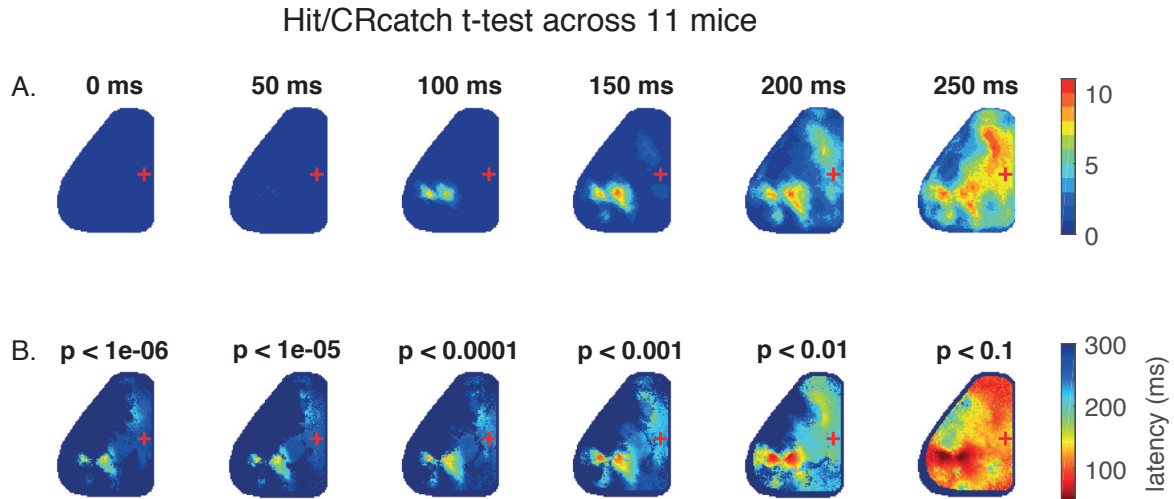 Hit/CRcatch t-test across 11 mice
A.
0 ms 50 ms 100 ms 150 ms 200 ms 250 ms
10
5
0
B.
p < 1e-06 p < 1e-05 p < 0.0001 p < 0.001 p < 0.01 p < 0.1
300
200
100
latency (ms)